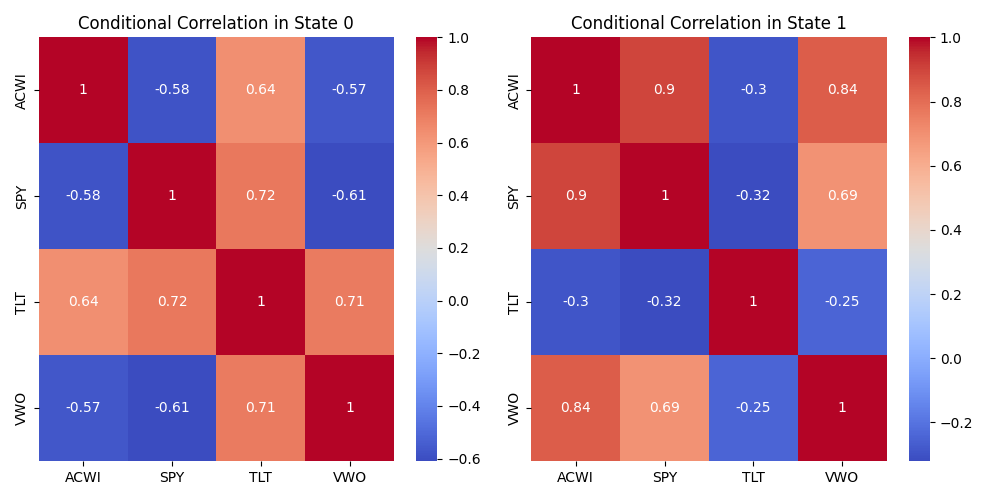 Conditional Correlation in State 0
ACWI 1 -0.58 0.64 -0.57
SPY -0.58 1 0.72 -0.61
TLT 0.64 0.72 1 0.71
VWO -0.57 -0.61 0.71 1
ACWI SPY TLT VWO
1.0
0.8
0.6
0.4
0.2
0.0
−0.2
−0.4
−0.6
Conditional Correlation in State 1
ACWI 1 0.9 -0.3 0.84
SPY 0.9 1 -0.32 0.69
TLT -0.3 -0.32 1 -0.25
VWO 0.84 0.69 -0.25 1
ACWI SPY TLT VWO
1.0
0.8
0.6
0.4
0.2
0.0
−0.2